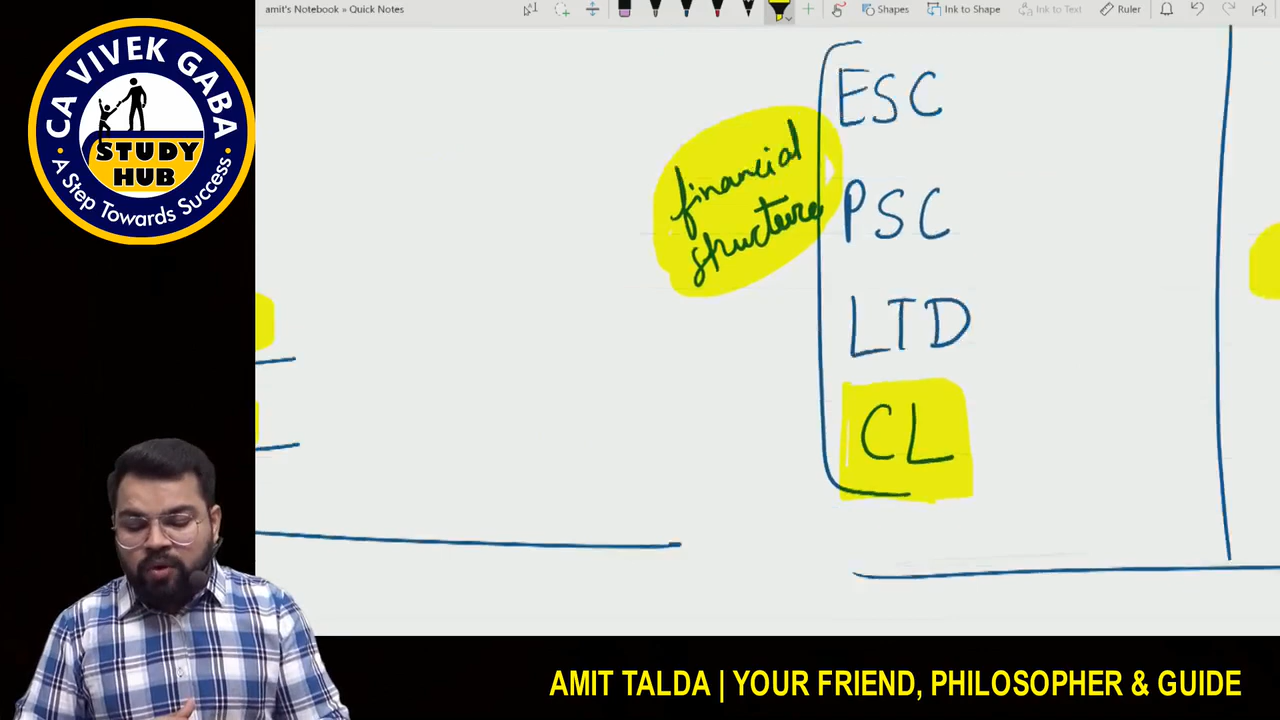 amit's Notebook » Quick Notes
Shapes
Ink to Shape
Ink to Text
Ruler
CA VIVEK GABA
STUDY
HUB
A Step Towards Success
financial
structure
ESC
PSC
LTD
CL
AMIT TALDA | YOUR FRIEND, PHILOSOPHER & GUIDE